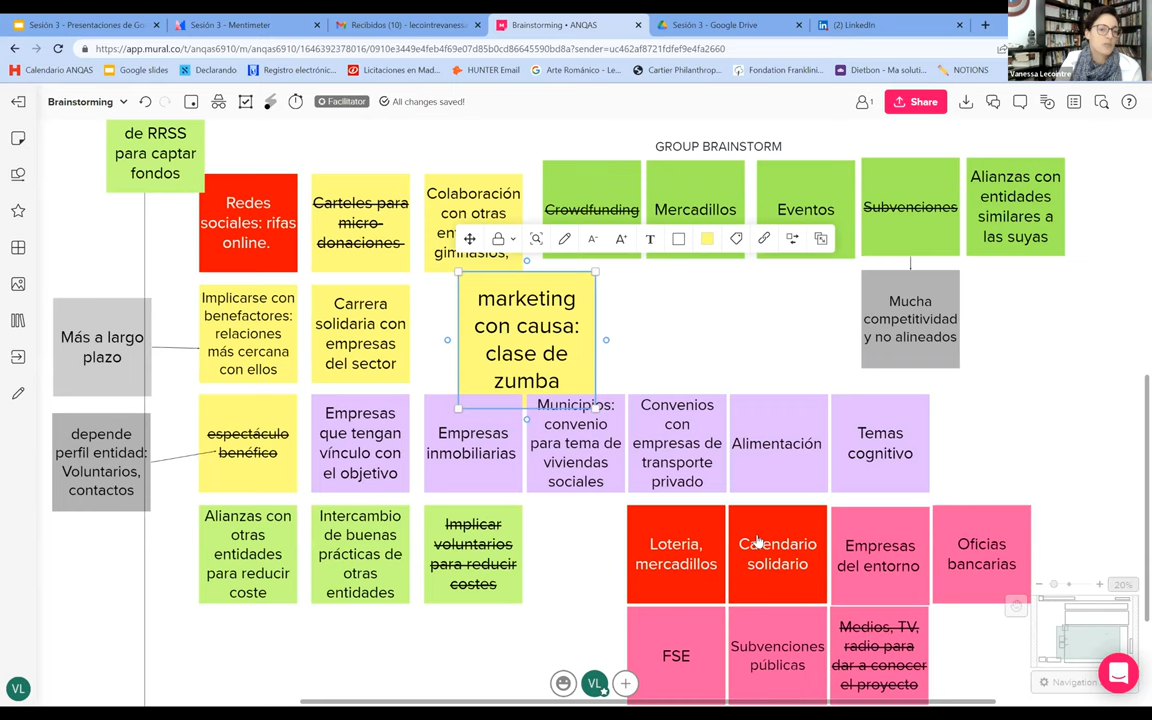 Sesión 3 - Presentaciones de Go
Sesión 3 - Mentimeter
Recibidos (10) - lecointrevanessa
Brainstorming • ANQAS
Sesión 3 - Google Drive
(2) LinkedIn
https://app.mural.co/t/anqas6910/m/anqas6910/1646392378016/0910e3449e4feb4f69e07d85b0cd86645590bd8a?sender=uc462af8721fdfef9e4fa2660
Calendario ANQAS
Google slides
Declarando
Registro electrónic...
Licitaciones en Mad...
HUNTER Email
Arte Románico - Le...
Cartier Philanthrop...
Fondation Franklini...
Dietbon - Ma soluti...
NOTIONS
Vanessa Lecointre
Brainstorming
Facilitator
All changes saved!
1
Share
GROUP BRAINSTORM
de RRSS
para captar
fondos
Redes
sociales: rifas
online.
Carteles para
micro-
donaciones
Colaboración
con otras
gimnasios,
Crowdfunding
Mercadillos
Eventos
Subvenciones
Alianzas con
entidades
similares a
las suyas
Más a largo
plazo
Implicarse con
benefactores:
relaciones
más cercana
con ellos
Carrera
solidaria con
empresas
del sector
marketing
con causa:
clase de
zumba
Mucha
competitividad
y no alineados
depende
perfil entidad:
Voluntarios,
contactos
espectáculo
benéfico
Empresas
que tengan
vínculo con
el objetivo
Empresas
inmobiliarias
Municipios:
convenio
para tema de
viviendas
sociales
Convenios
con
empresas de
transporte
privado
Alimentación
Temas
cognitivo
Alianzas con
otras
entidades
para reducir
coste
Intercambio
de buenas
prácticas de
otras
entidades
Implicar
voluntarios
para reducir
costes
Loteria,
mercadillos
Calendario
solidario
Empresas
del entorno
Oficias
bancarias
FSE
Subvenciones
públicas
Medios, TV,
radio para
dar a conocer
el proyecto
20%
Navigation
VL
VL